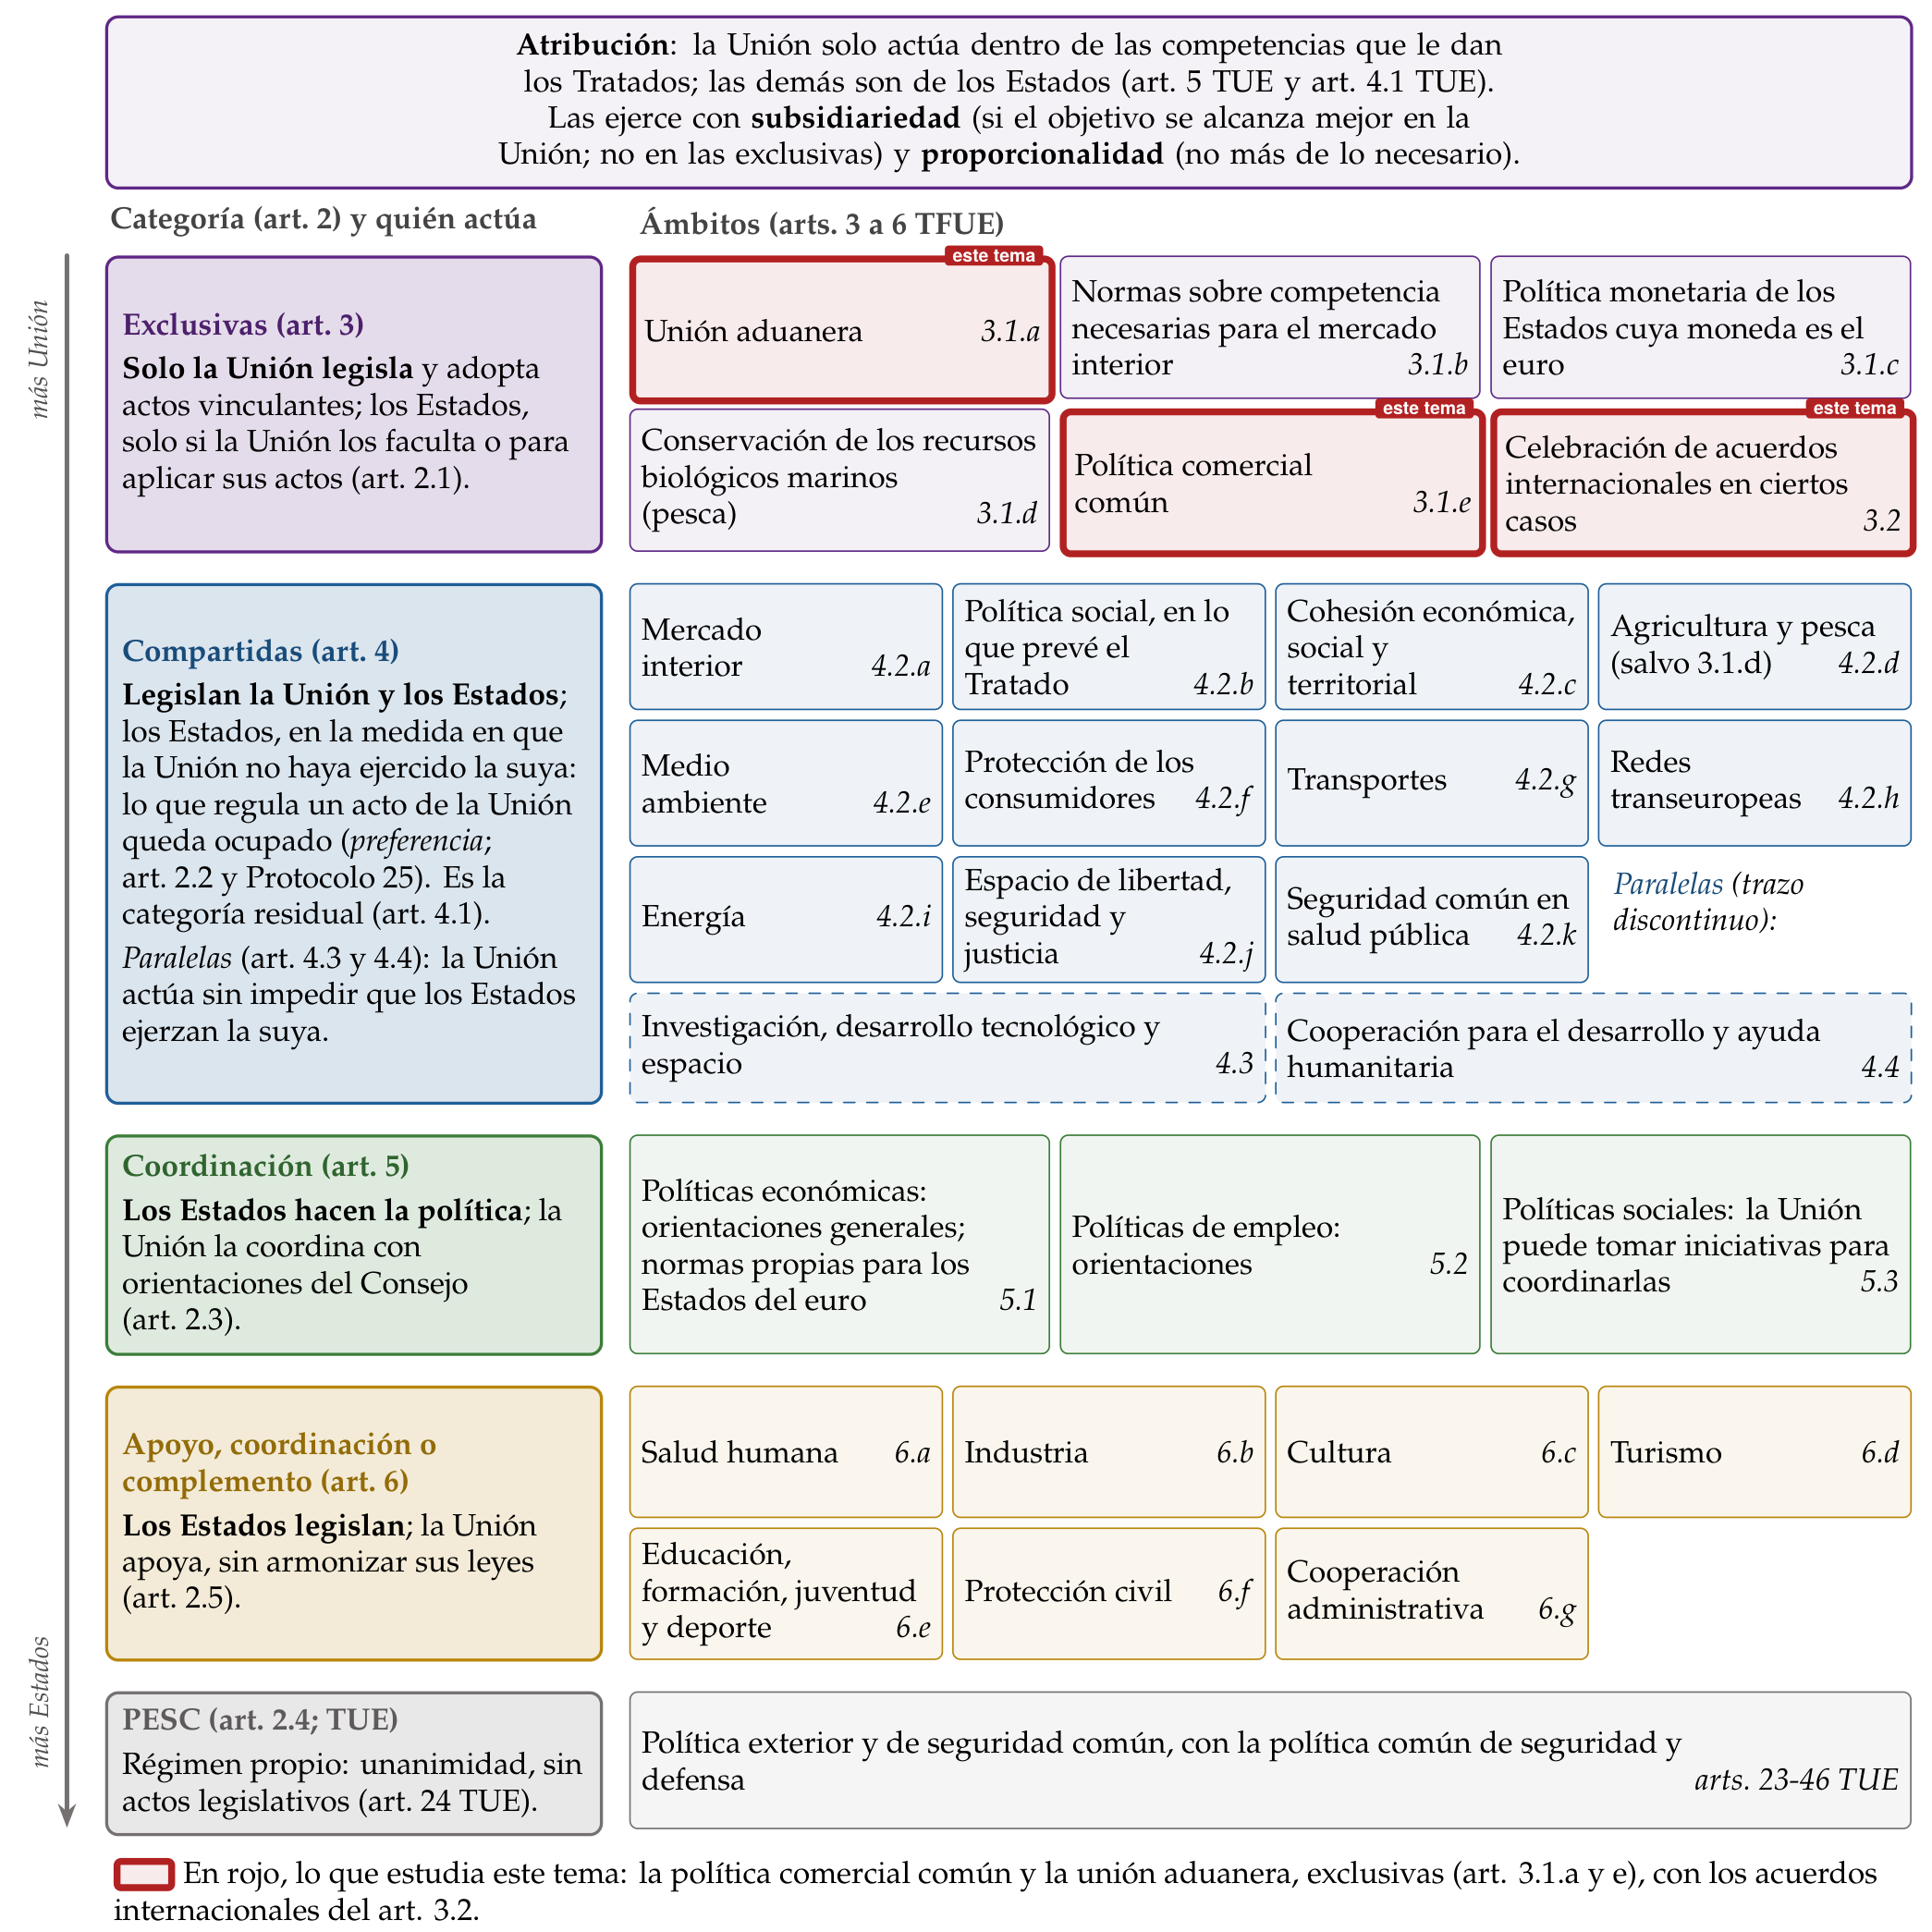 Atribución: la Unión solo actúa dentro de las competencias que le dan
los Tratados; las demás son de los Estados (art. 5 TUE y art. 4.1 TUE).
Las ejerce con subsidiariedad (si el objetivo se alcanza mejor en la
Unión; no en las exclusivas) y proporcionalidad (no más de lo necesario).
Categoría (art. 2) y quién actúa
Ámbitos (arts. 3 a 6 TFUE)
más Unión
más Estados
Exclusivas (art. 3)
Solo la Unión legisla y adopta
actos vinculantes; los Estados,
solo si la Unión los faculta o para
aplicar sus actos (art. 2.1).
este tema
Unión aduanera 3.1.a
Normas sobre competencia
necesarias para el mercado
interior 3.1.b
Política monetaria de los
Estados cuya moneda es el
euro 3.1.c
Conservación de los recursos
biológicos marinos
(pesca) 3.1.d
este tema
Política comercial
común 3.1.e
este tema
Celebración de acuerdos
internacionales en ciertos
casos 3.2
Compartidas (art. 4)
Legislan la Unión y los Estados;
los Estados, en la medida en que
la Unión no haya ejercido la suya:
lo que regula un acto de la Unión
queda ocupado (preferencia;
art. 2.2 y Protocolo 25). Es la
categoría residual (art. 4.1).
Paralelas (art. 4.3 y 4.4): la Unión
actúa sin impedir que los Estados
ejerzan la suya.
Mercado
interior 4.2.a
Política social, en lo
que prevé el
Tratado 4.2.b
Cohesión económica,
social y
territorial 4.2.c
Agricultura y pesca
(salvo 3.1.d) 4.2.d
Medio
ambiente 4.2.e
Protección de los
consumidores 4.2.f
Transportes 4.2.g
Redes
transeuropeas 4.2.h
Energía 4.2.i
Espacio de libertad,
seguridad y
justicia 4.2.j
Seguridad común en
salud pública 4.2.k
Paralelas (trazo
discontinuo):
Investigación, desarrollo tecnológico y
espacio 4.3
Cooperación para el desarrollo y ayuda
humanitaria 4.4
Coordinación (art. 5)
Los Estados hacen la política; la
Unión la coordina con
orientaciones del Consejo
(art. 2.3).
Políticas económicas:
orientaciones generales;
normas propias para los
Estados del euro 5.1
Políticas de empleo:
orientaciones 5.2
Políticas sociales: la Unión
puede tomar iniciativas para
coordinarlas 5.3
Apoyo, coordinación o
complemento (art. 6)
Los Estados legislan; la Unión
apoya, sin armonizar sus leyes
(art. 2.5).
Salud humana 6.a
Industria 6.b
Cultura 6.c
Turismo 6.d
Educación,
formación, juventud
y deporte 6.e
Protección civil 6.f
Cooperación
administrativa 6.g
PESC (art. 2.4; TUE)
Régimen propio: unanimidad, sin
actos legislativos (art. 24 TUE).
Política exterior y de seguridad común, con la política común de seguridad y
defensa arts. 23-46 TUE
En rojo, lo que estudia este tema: la política comercial común y la unión aduanera, exclusivas (art. 3.1.a y e), con los acuerdos
internacionales del art. 3.2.